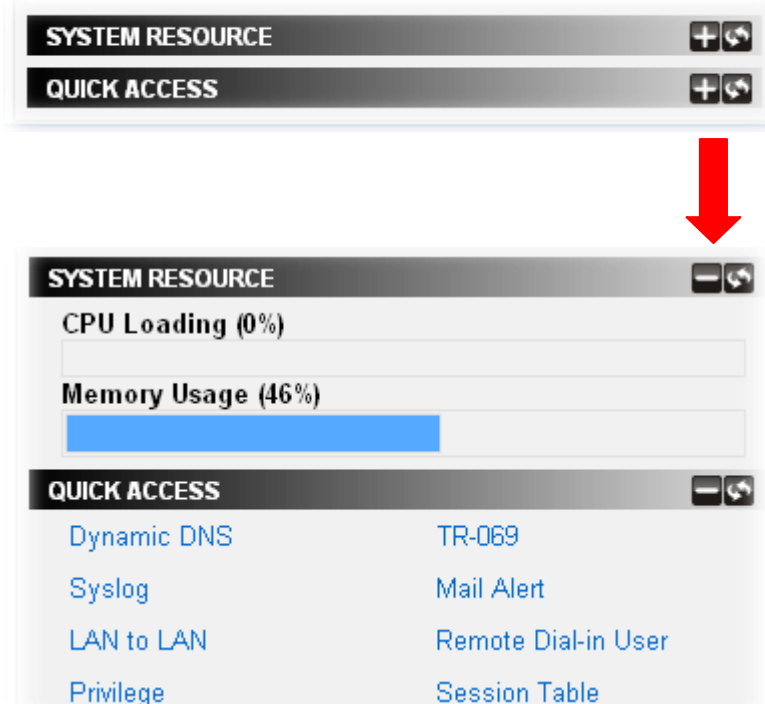 SYSTEM RESOURCE
QUICK ACCESS
SYSTEM RESOURCE
CPU Loading (0%)
Memory Usage (46%)
QUICK ACCESS
Dynamic DNS TR-069
Syslog Mail Alert
LAN to LAN Remote Dial-in User
Privilege Session Table